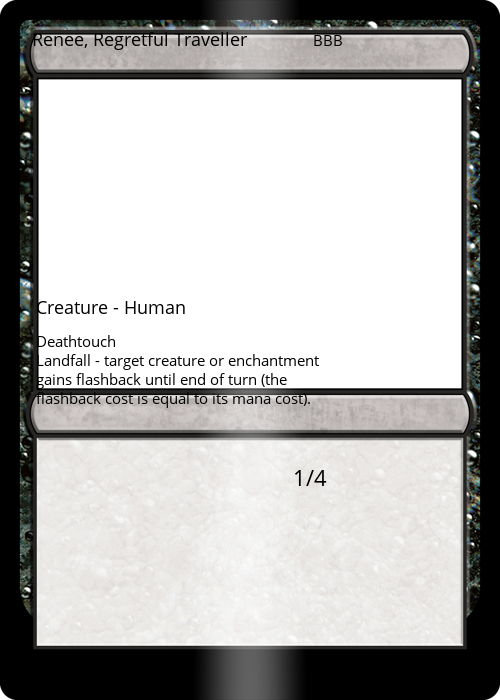 Renee, Regretful Traveller BBB
Creature - Human
Deathtouch
Landfall - target creature or enchantment
gains flashback until end of turn (the
flashback cost is equal to its mana cost).
1/4